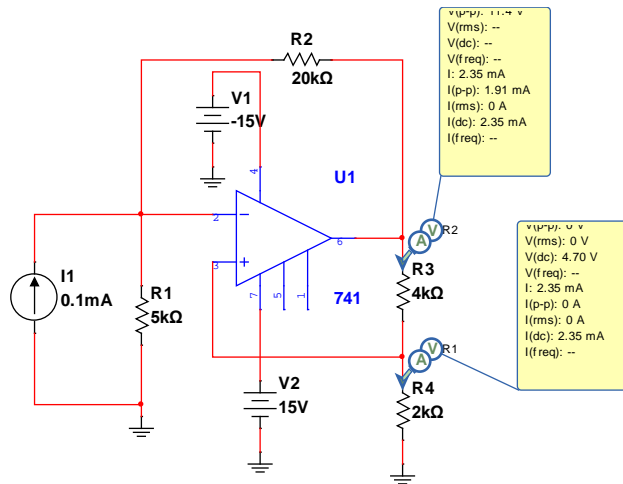 V(p-p): 11.4 V
V(rms): --
V(dc): --
V(freq): --
I: 2.35 mA
I(p-p): 1.91 mA
I(rms): 0 A
I(dc): 2.35 mA
I(freq): --
R2
20kΩ
V1
-15V
4
U1
2
6
3
741
7
5
1
R2
A
V
R3
4kΩ
V(p-p): 0 V
V(rms): 0 V
V(dc): 4.70 V
V(freq): --
I: 2.35 mA
I(p-p): 0 A
I(rms): 0 A
I(dc): 2.35 mA
I(freq): --
I1
0.1mA
R1
5kΩ
R1
A
V
R4
2kΩ
V2
15V